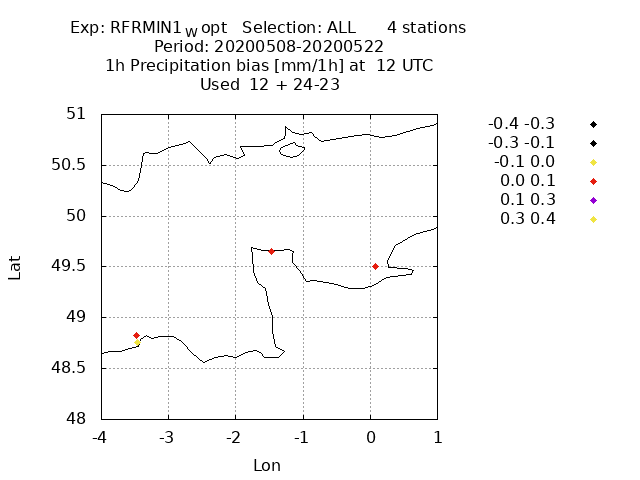 Exp: RFRMIN1Wopt Selection: ALL 4 stations
Period: 20200508-20200522
1h Precipitation bias [mm/1h] at 12 UTC
Used 12 + 24-23
51
50.5
50
49.5
49
48.5
48
-4 -3 -2 -1 0 1
Lat
Lon
-0.4 -0.3
-0.3 -0.1
-0.1 0.0
0.0 0.1
0.1 0.3
0.3 0.4